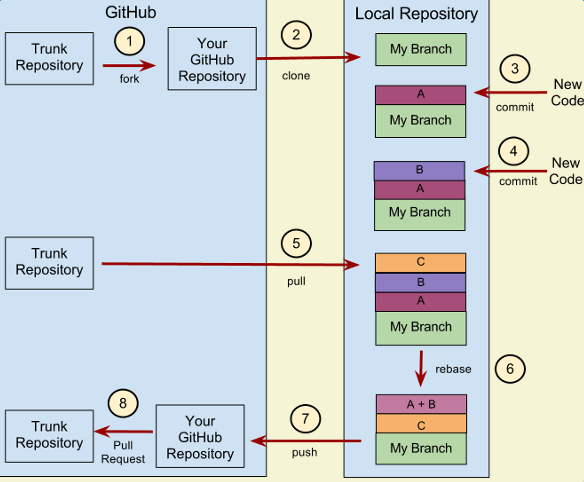 GitHub
Local Repository
Trunk
Repository
1
fork
Your
GitHub
Repository
2
clone
My Branch
3
commit
New
Code
A
My Branch
4
commit
New
Code
B
A
My Branch
Trunk
Repository
5
pull
C
B
A
My Branch
rebase
6
A + B
C
My Branch
7
push
Your
GitHub
Repository
8
Pull
Request
Trunk
Repository